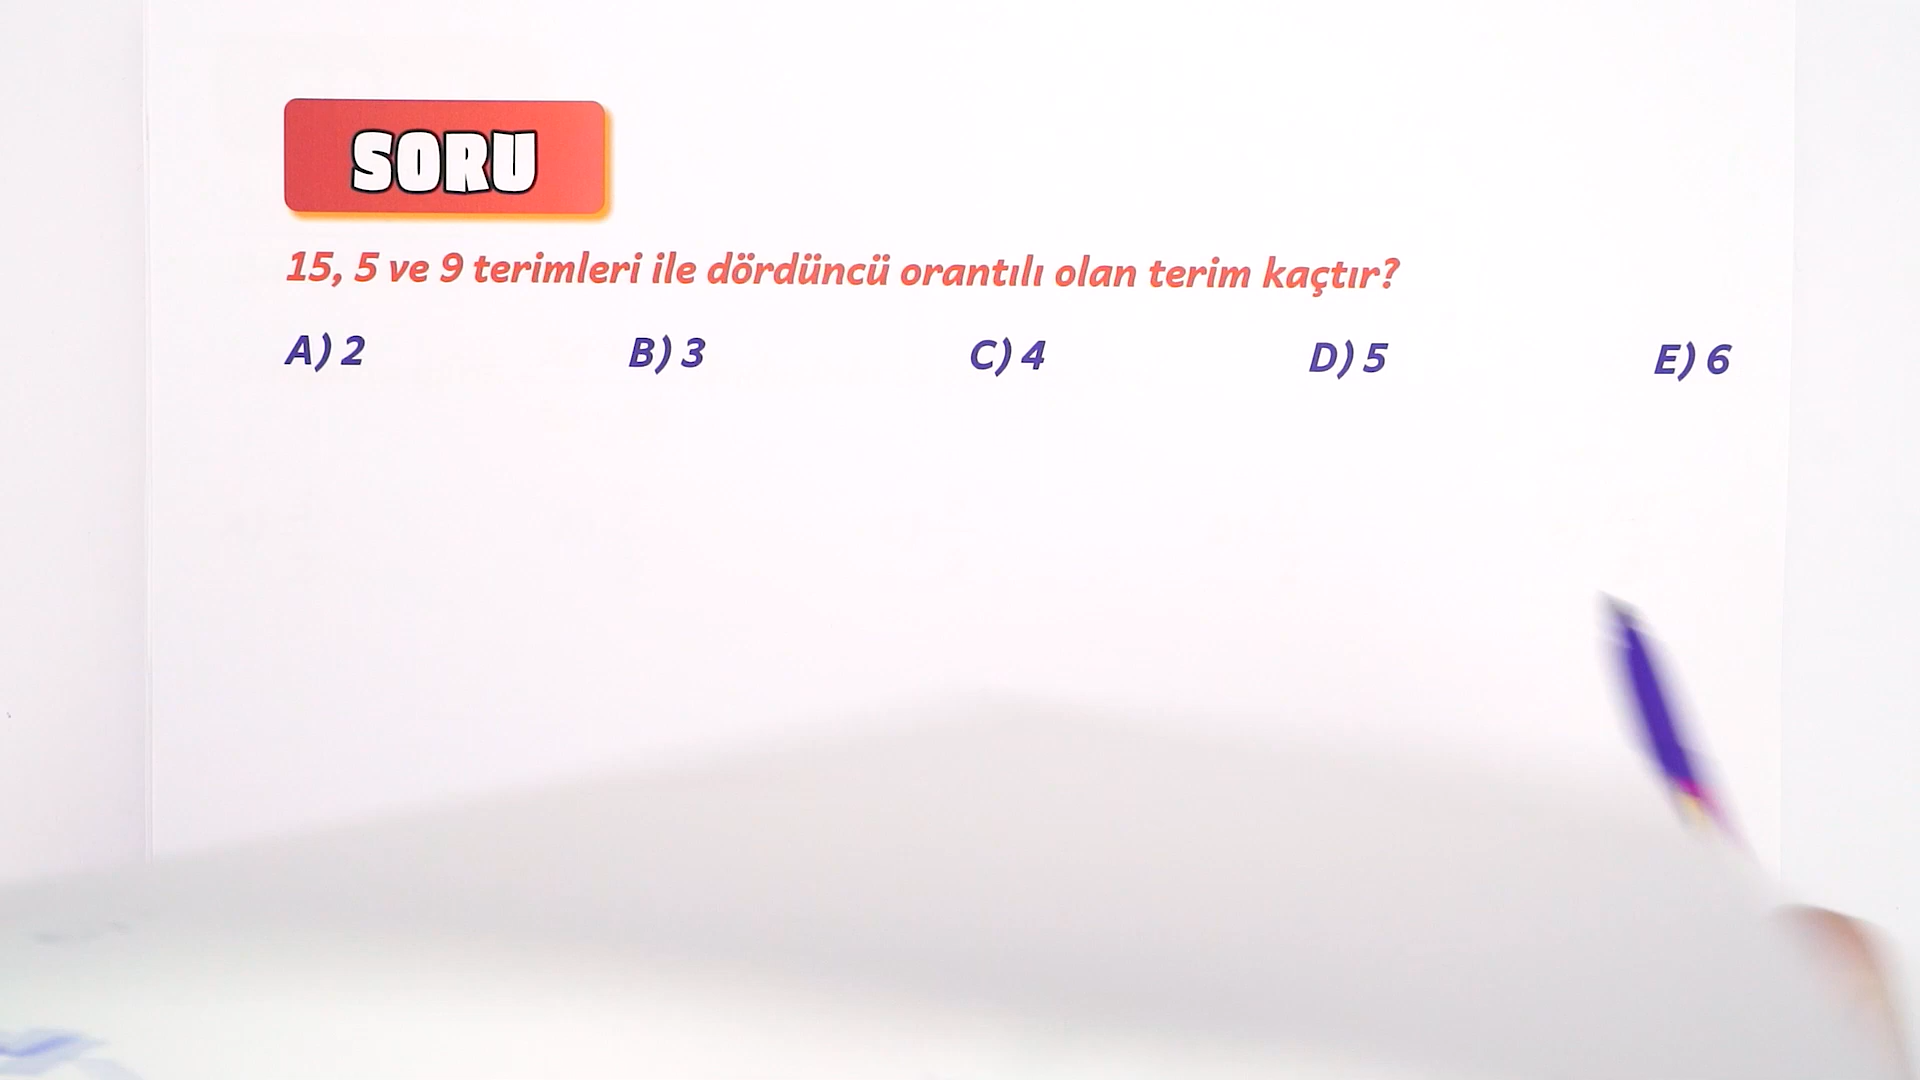 SORU
15, 5 ve 9 terimleri ile dördüncü orantılı olan terim kaçtır?
A) 2 B) 3 C) 4 D) 5 E) 6